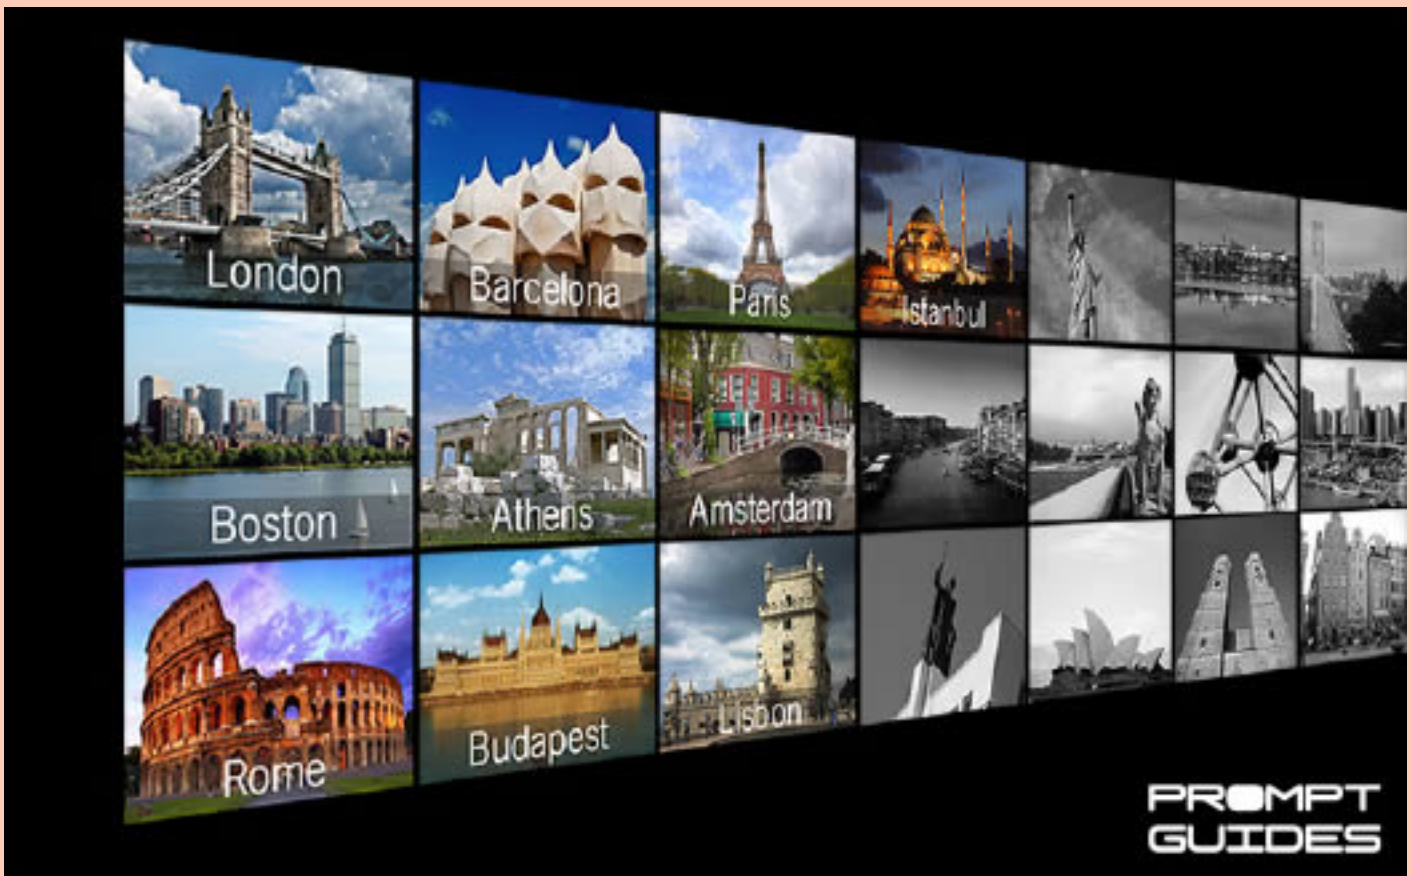 London
Barcelona
Paris
Istanbul
Boston
Athens
Amsterdam
Rome
Budapest
Lisbon
PROMPT
GUIDES